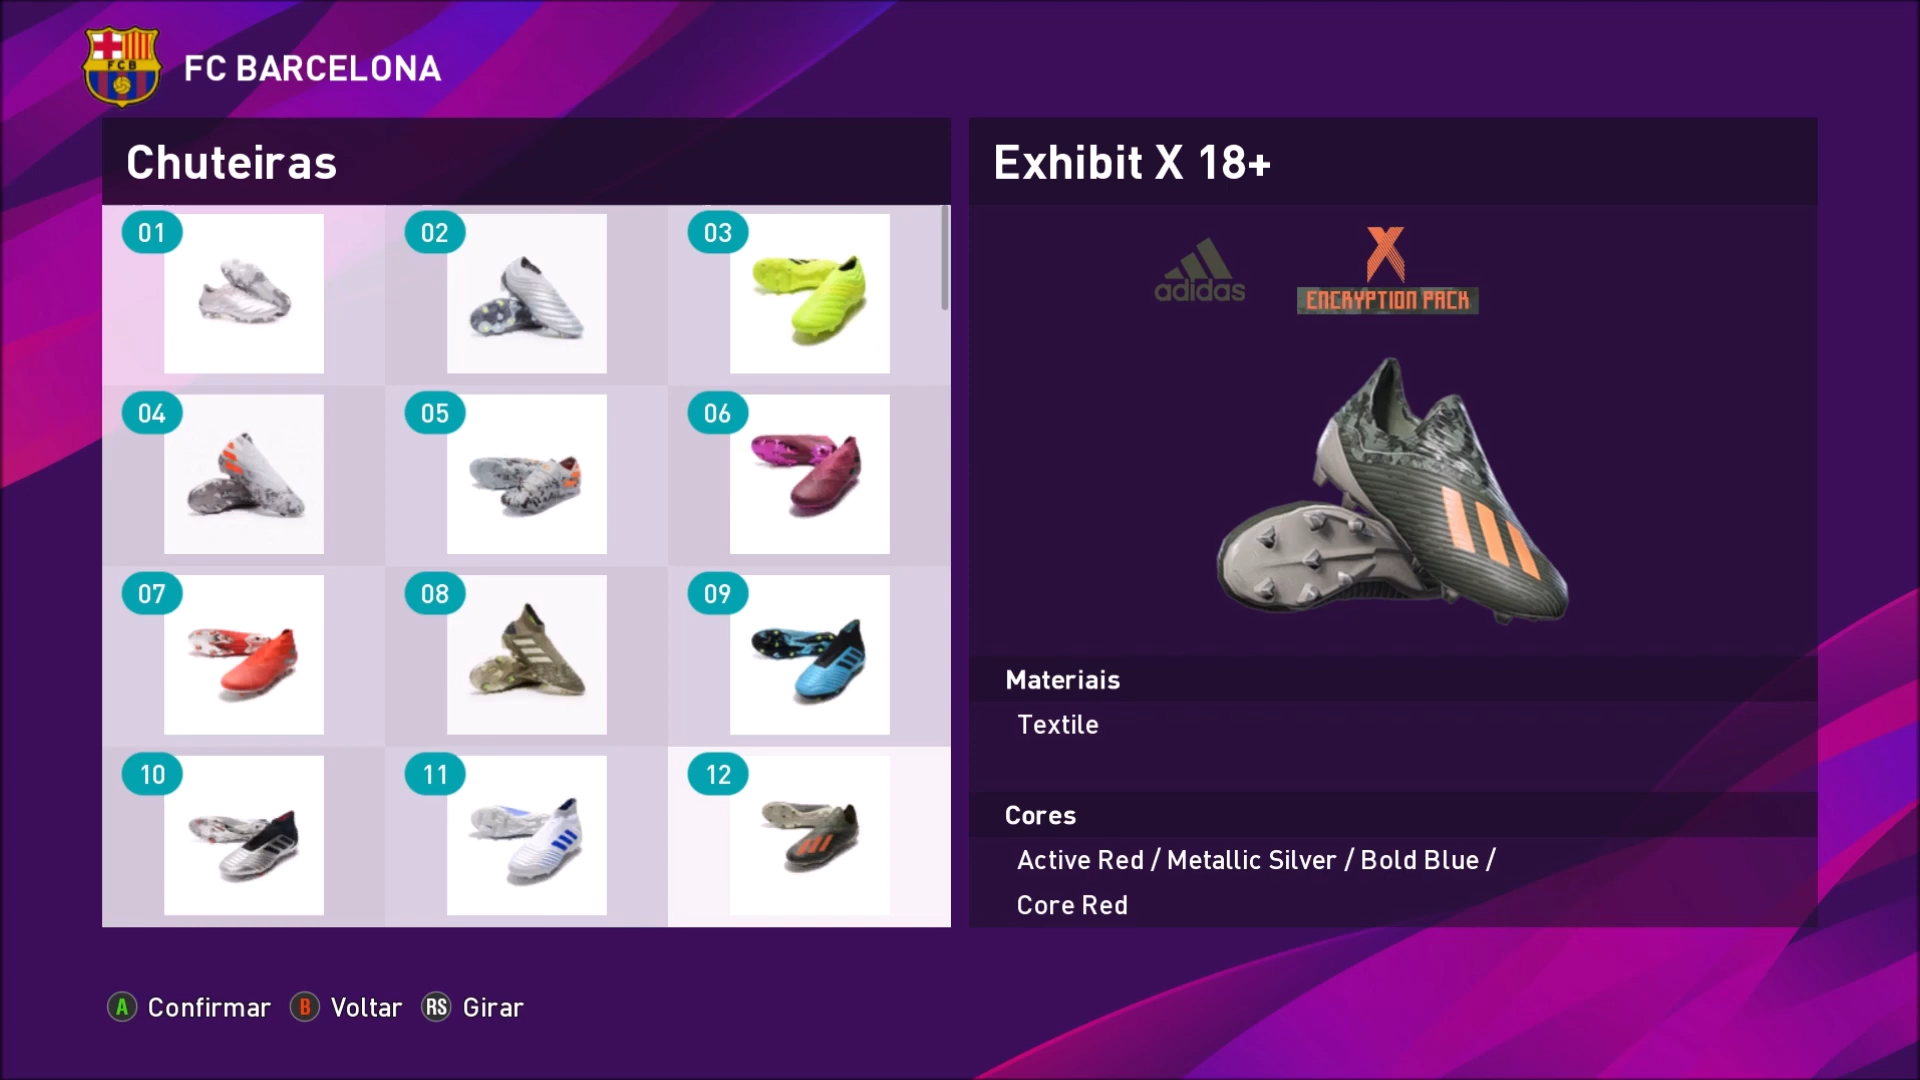 FCB
FC BARCELONA
Chuteiras
Exhibit X 18+
01
02
03
04
05
06
07
08
09
10
11
12
adidas
X
ENCRYPTION PACK
Materiais
Textile
Cores
Active Red / Metallic Silver / Bold Blue /
Core Red
A Confirmar B Voltar RS Girar